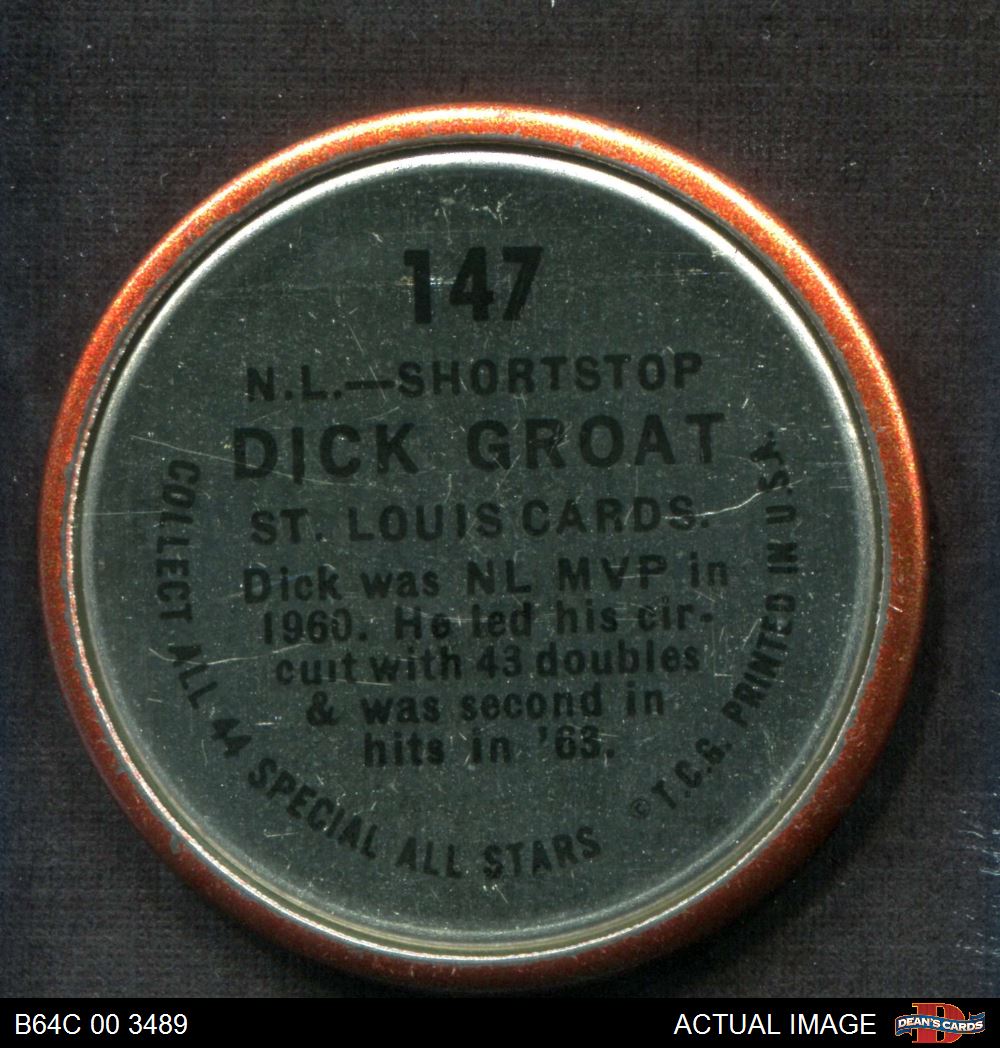 147
N.L.—SHORTSTOP
DICK GROAT
ST. LOUIS CARDS.
Dick was NL MVP in
1960. He led his cir-
cuit with 43 doubles
& was second in
hits in '63.
COLLECT ALL 44 SPECIAL ALL STARS
© T.C.G. PRINTED IN U.S.A.
B64C 00 3489
ACTUAL IMAGE
D
DEAN'S CARDS